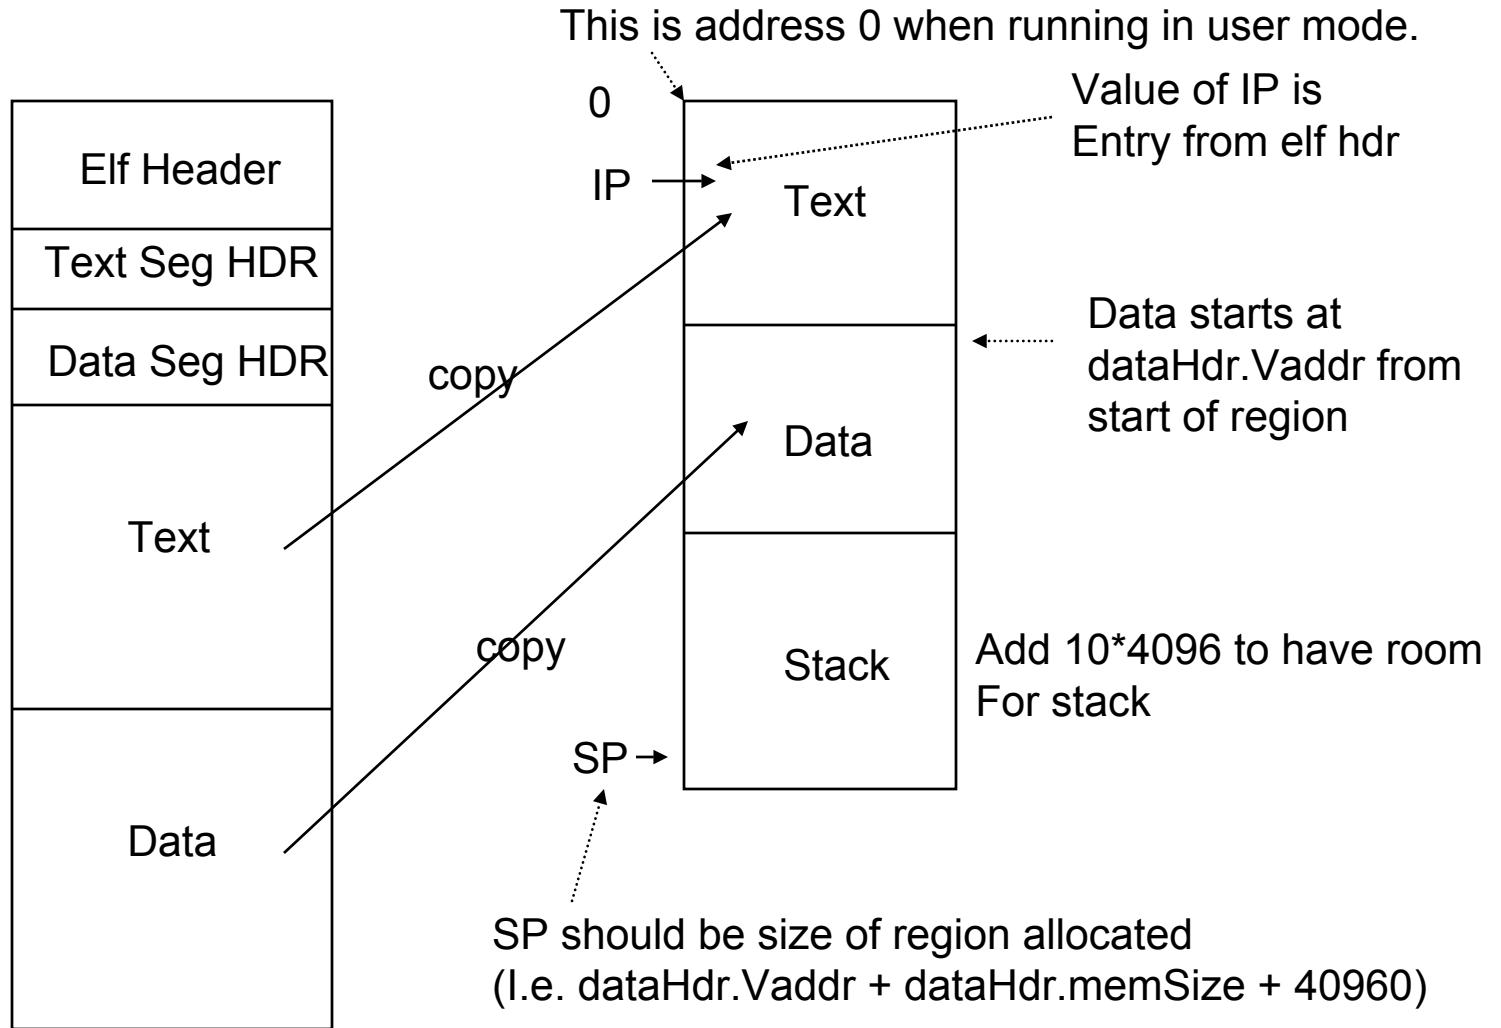 This is address 0 when running in user mode.
Elf Header
Text Seg HDR
Data Seg HDR
Text
Data
copy
copy
0
IP
Text
Data
Stack
SP
Value of IP is
Entry from elf hdr
Data starts at
dataHdr.Vaddr from
start of region
Add 10*4096 to have room
For stack
SP should be size of region allocated
(I.e. dataHdr.Vaddr + dataHdr.memSize + 40960)